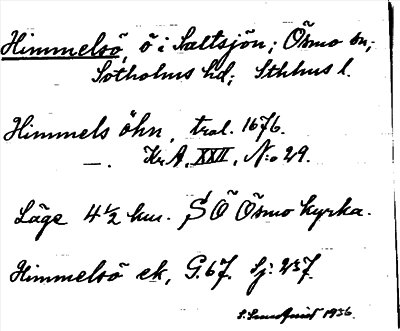 Himmelsö, ö i Saltsjön; Ösmo sn;
Sotholms hd; Sthlms l.
Himmels öhn, tral. 1676.
—. Kr A, XXII, N:o 29.
Läge 4½ km. S Ö Ösmo kyrka.
Himmelsö ek, G. 67. Sj: 237.
1936.